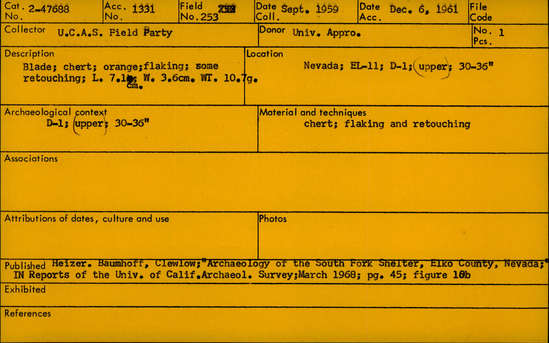 Cat. No. 2-47688 Acc. No. 1331 Field No. 253 Date Coll. Sept. 1959 Date Acc. Dec. 6, 1961 File Code
Collector U.C.A.S. Field Party Donor Univ. Appro. No. Pcs. 1
Description Location
Blade; chert; orange;flaking; some Nevada, EL-11; D-1; (upper; 30-36"
retouching; L. 7.1 cm. W. 3.6cm. WT. 10.7g.
Archaeological context Material and techniques
D-1; (upper; 30-36" chert; flaking and retouching
Associations
Attributions of dates, culture and use Photos
Published Heizer. Baumhoff, Clewlow;"Archaeology of the South Fork Shelter, Elko County, Nevada;"
IN Reports of the Univ. of Calif.Archaeol. Survey;March 1968; pg. 45; figure 10b
Exhibited
References